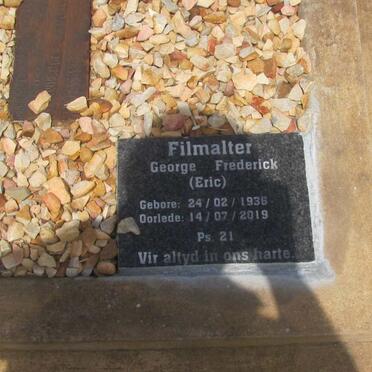 Filmalter
George Frederick
(Eric)
Gebore: 24 / 02 / 1936
Oorlede: 14 / 07 / 2019
Ps. 21
Vir altyd in ons harte.